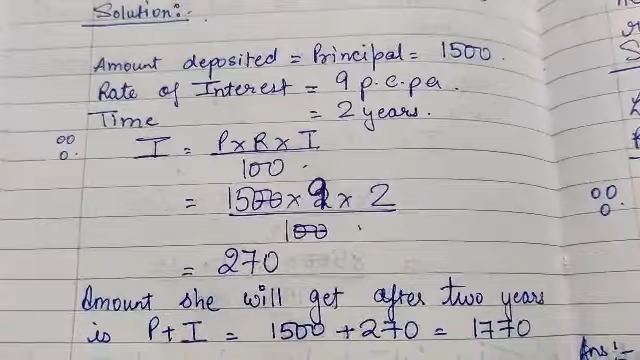 Solution:-
Amount deposited = Principal = 1500.
Rate of Interest = 9 p.c.p.a.
Time = 2 years.
I = P×R×I
100.
= 1500 × 9 × 2
100.
= 270
Amount she will get after two years
is P+I = 1500 + 270 = 1770
Ans:-